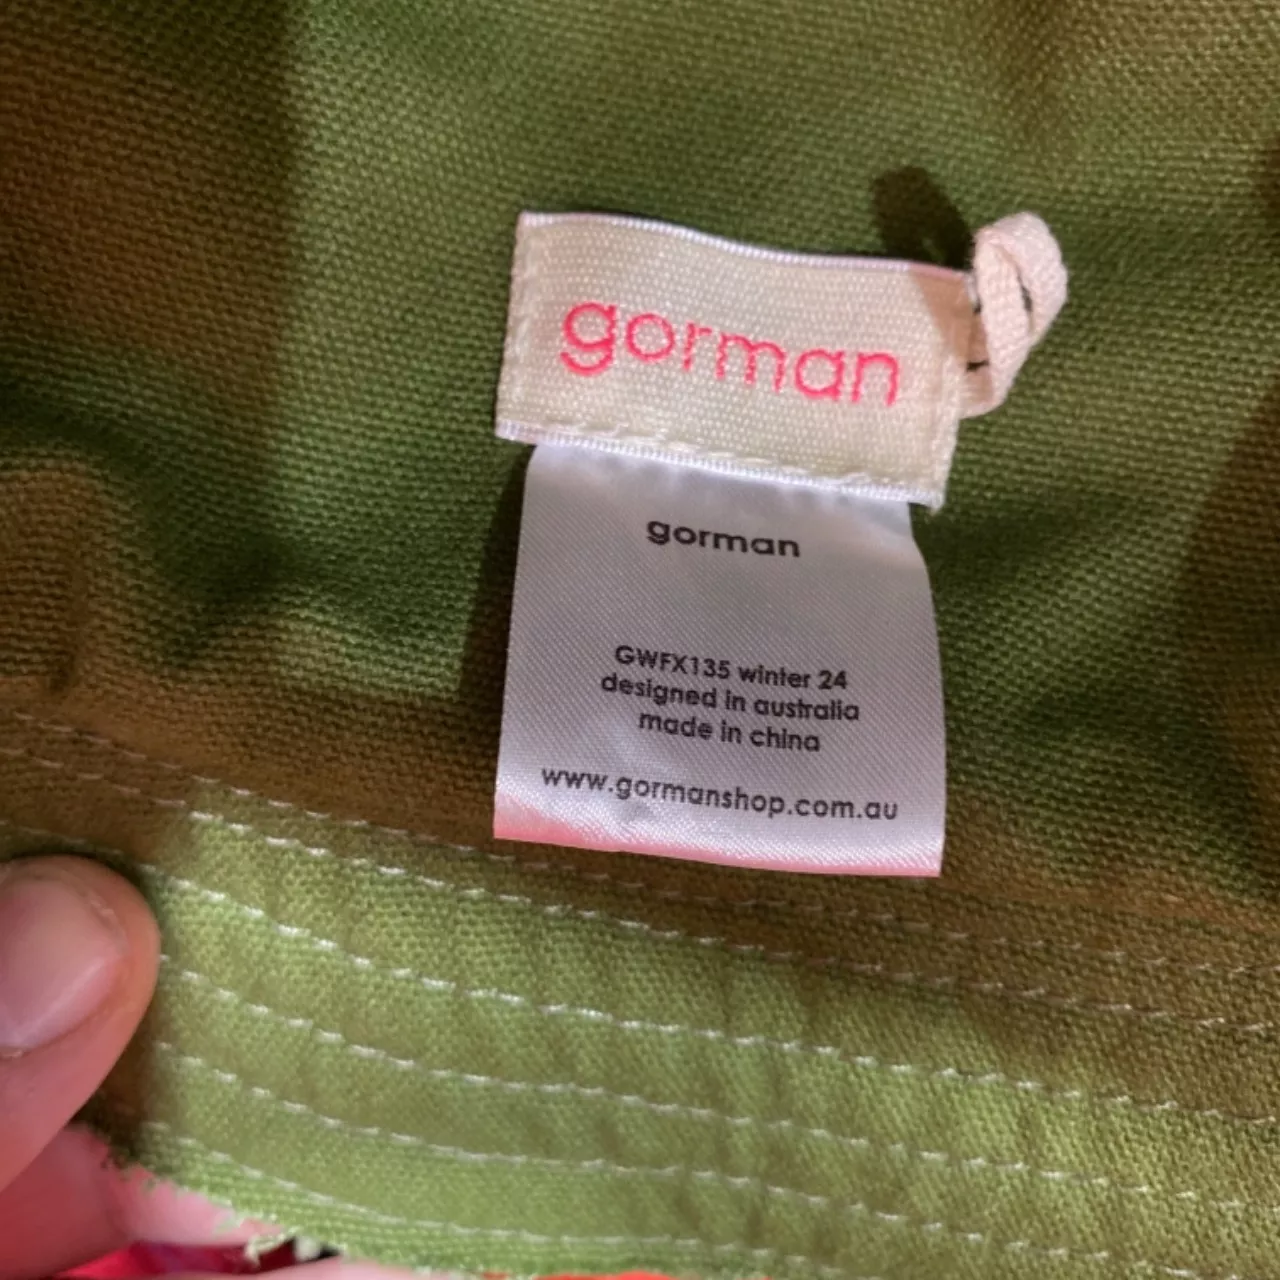 gorman
gorman
GWFX135 winter 24
designed in australia
made in china
www.gormanshop.com.au